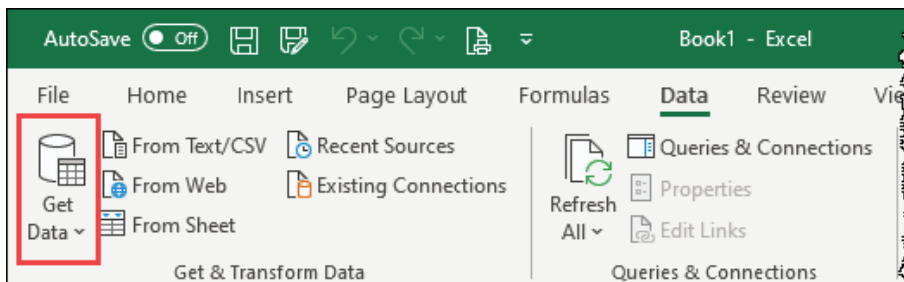 AutoSave Off Book1 - Excel
File Home Insert Page Layout Formulas Data Review
From Text/CSV Recent Sources Queries & Connections
From Web Existing Connections Properties
Get Refresh
Data From Sheet All Edit Links
Get & Transform Data Queries & Connections